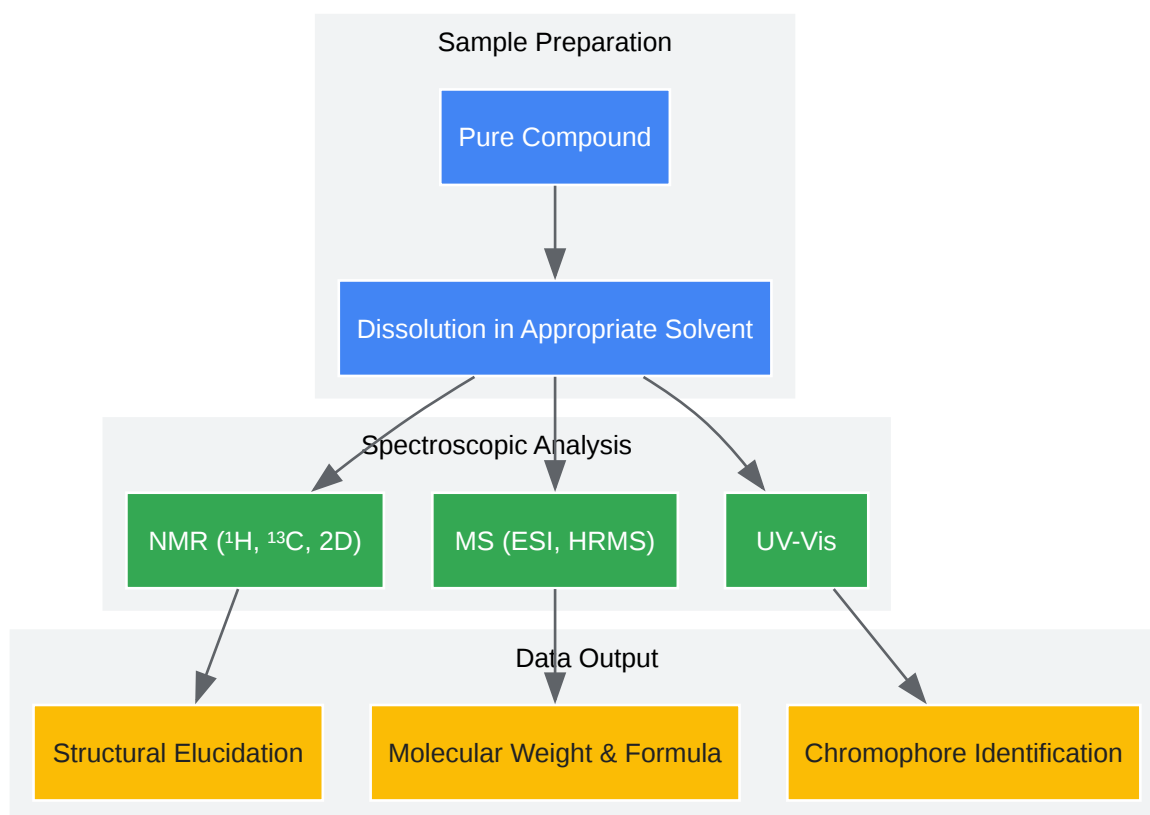 Sample Preparation
Pure Compound
Dissolution in Appropriate Solvent
Spectroscopic Analysis
NMR (¹H, ¹³C, 2D)
MS (ESI, HRMS)
UV-Vis
Data Output
Structural Elucidation
Molecular Weight & Formula
Chromophore Identification